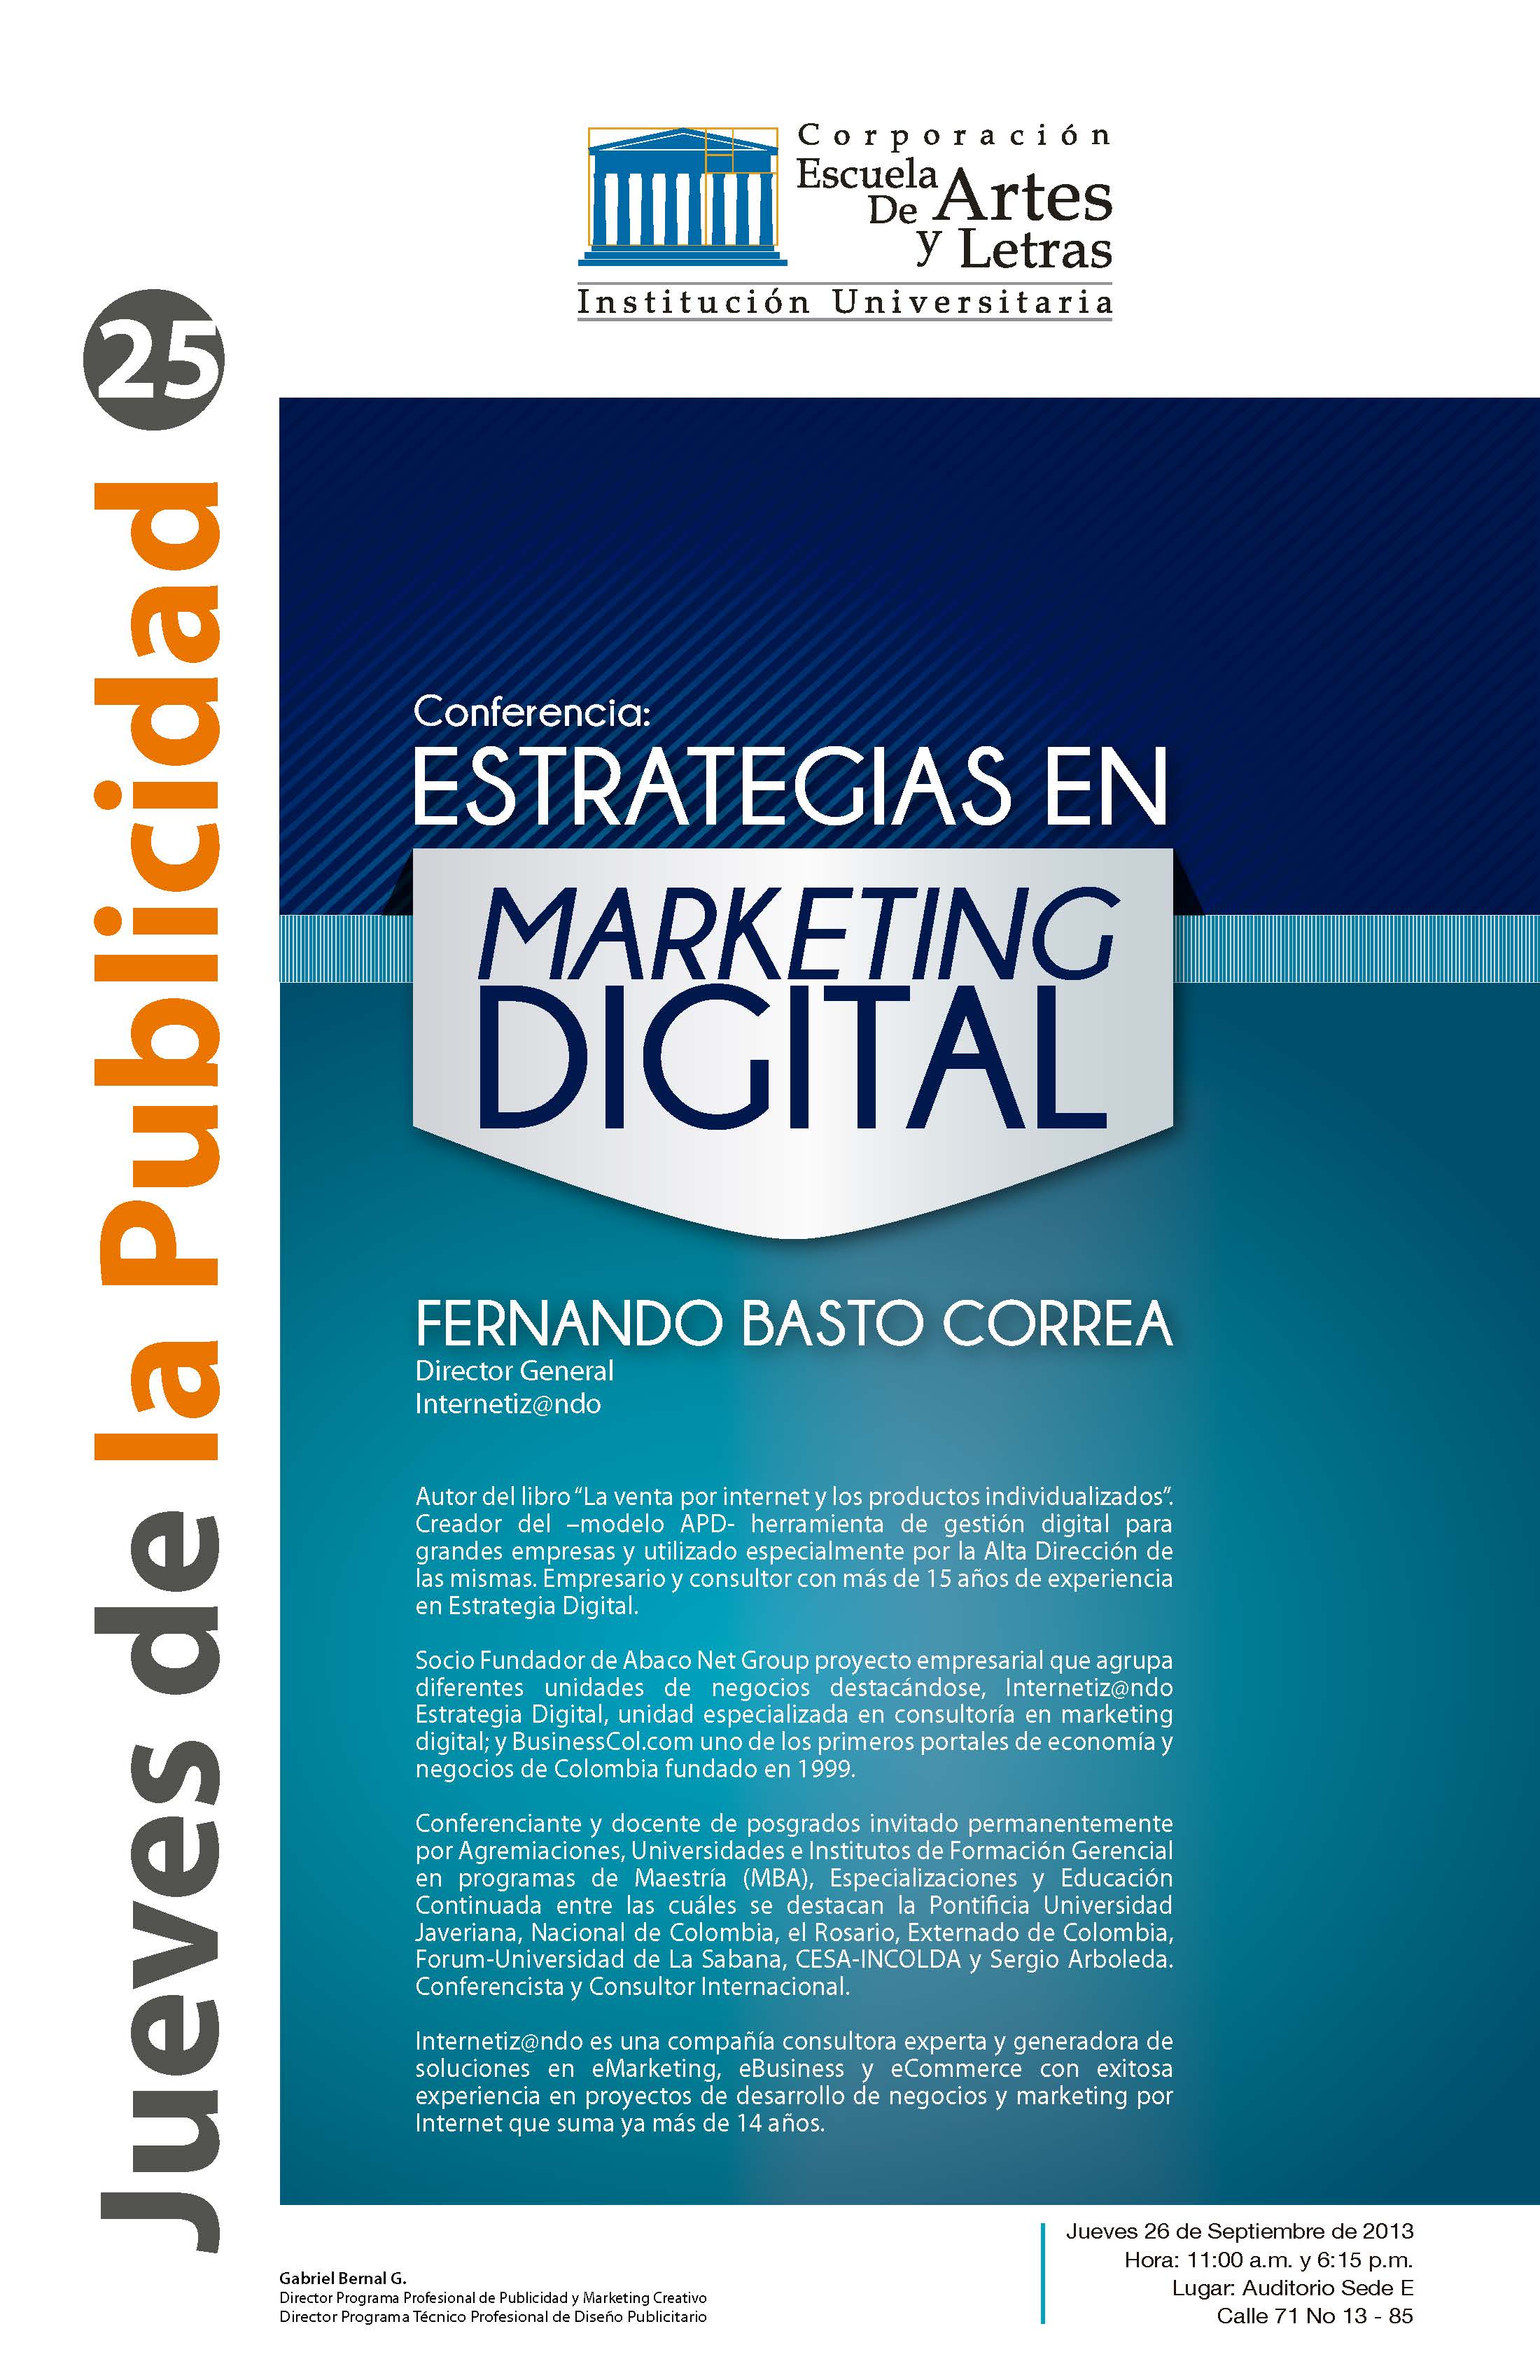 Corporación
Escuela
De Artes
y Letras
Institución Universitaria
Jueves de la Publicidad 25
Conferencia:
ESTRATEGIAS EN
MARKETING
DIGITAL
FERNANDO BASTO CORREA
Director General
Internetiz@ndo
Autor del libro “La venta por internet y los productos individualizados”.
Creador del –modelo APD- herramienta de gestión digital para
grandes empresas y utilizado especialmente por la Alta Dirección de
las mismas. Empresario y consultor con más de 15 años de experiencia
en Estrategia Digital.
Socio Fundador de Abaco Net Group proyecto empresarial que agrupa
diferentes unidades de negocios destacándose, Internetiz@ndo
Estrategia Digital, unidad especializada en consultoría en marketing
digital; y BusinessCol.com uno de los primeros portales de economía y
negocios de Colombia fundado en 1999.
Conferenciante y docente de posgrados invitado permanentemente
por Agremiaciones, Universidades e Institutos de Formación Gerencial
en programas de Maestría (MBA), Especializaciones y Educación
Continuada entre las cuáles se destacan la Pontificia Universidad
Javeriana, Nacional de Colombia, el Rosario, Externado de Colombia,
Forum-Universidad de La Sabana, CESA-INCOLDA y Sergio Arboleda.
Conferencista y Consultor Internacional.
Internetiz@ndo es una compañía consultora experta y generadora de
soluciones en eMarketing, eBusiness y eCommerce con exitosa
experiencia en proyectos de desarrollo de negocios y marketing por
Internet que suma ya más de 14 años.
Gabriel Bernal G.
Director Programa Profesional de Publicidad y Marketing Creativo
Director Programa Técnico Profesional de Diseño Publicitario
Jueves 26 de Septiembre de 2013
Hora: 11:00 a.m. y 6:15 p.m.
Lugar: Auditorio Sede E
Calle 71 No 13 - 85